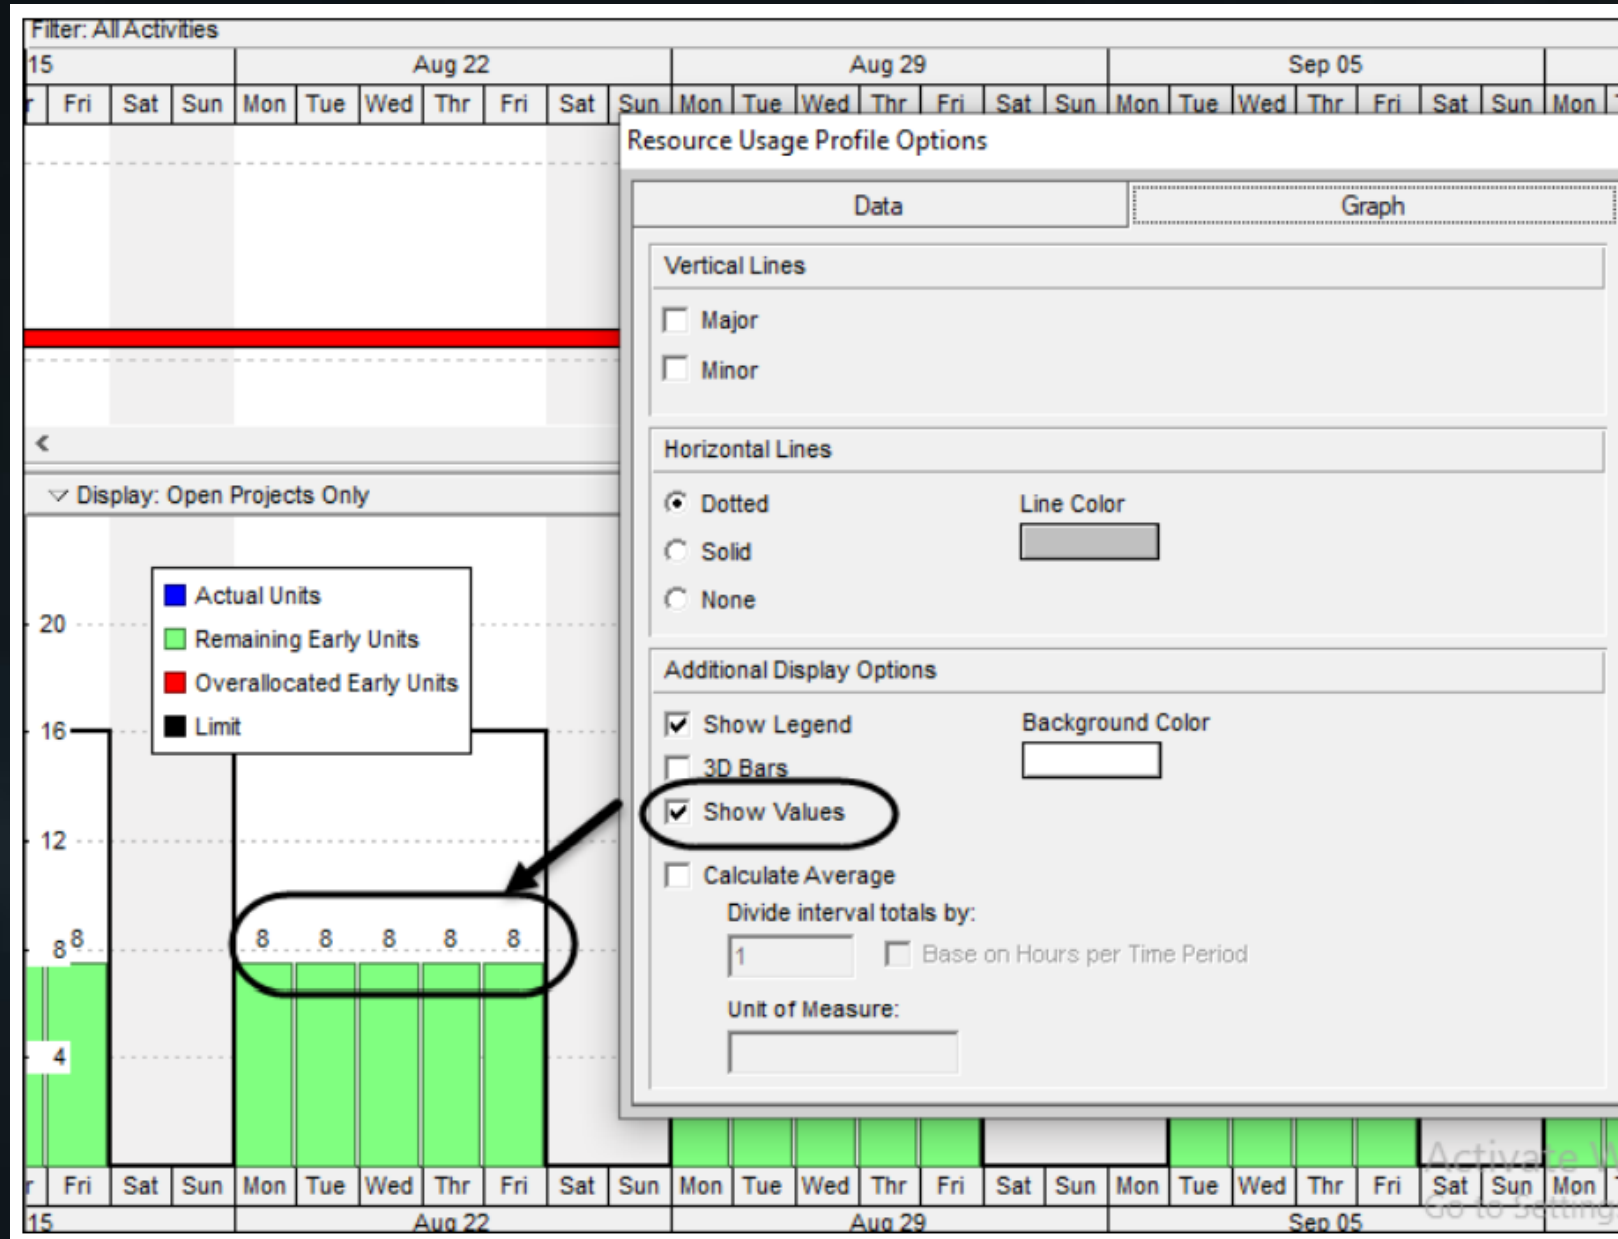 Filter: All Activities
15 Aug 22 Aug 29 Sep 05
r Fri Sat Sun Mon Tue Wed Thr Fri Sat Sun Mon Tue Wed Thr Fri Sat Sun Mon Tue Wed Thr Fri Sat Sun Mon
Resource Usage Profile Options
Data Graph
Vertical Lines
Major
Minor
Horizontal Lines
Dotted Line Color
Solid
None
Additional Display Options
Show Legend Background Color
3D Bars
Show Values
Calculate Average
Divide interval totals by:
1 Base on Hours per Time Period
Unit of Measure:
< 
Display: Open Projects Only
Actual Units
Remaining Early Units
Overallocated Early Units
Limit
20
16
12
8 8 8 8 8 8 8
4
r Fri Sat Sun Mon Tue Wed Thr Fri Sat Sun Mon Tue Wed Thr Fri Sat Sun Mon Tue Wed Thr Fri Sat Sun Mon
15 Aug 22 Aug 29 Sep 05
Activate W
Go to Setting